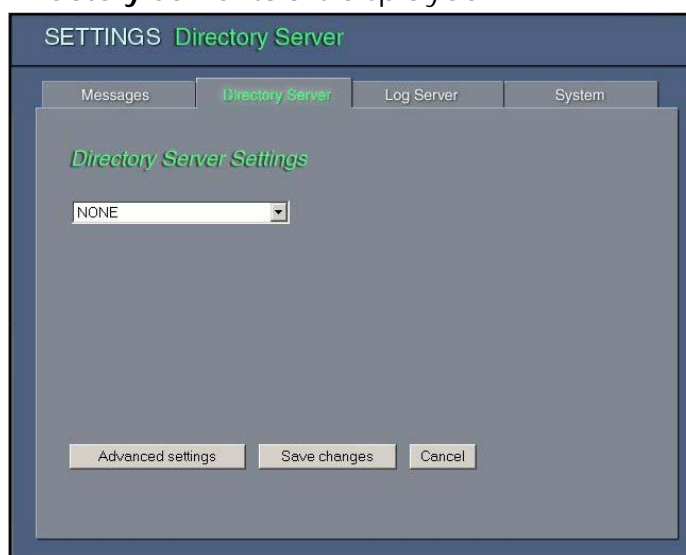 SETTINGS Directory Server
Messages Directory Server Log Server System
Directory Server Settings
NONE
Advanced settings Save changes Cancel